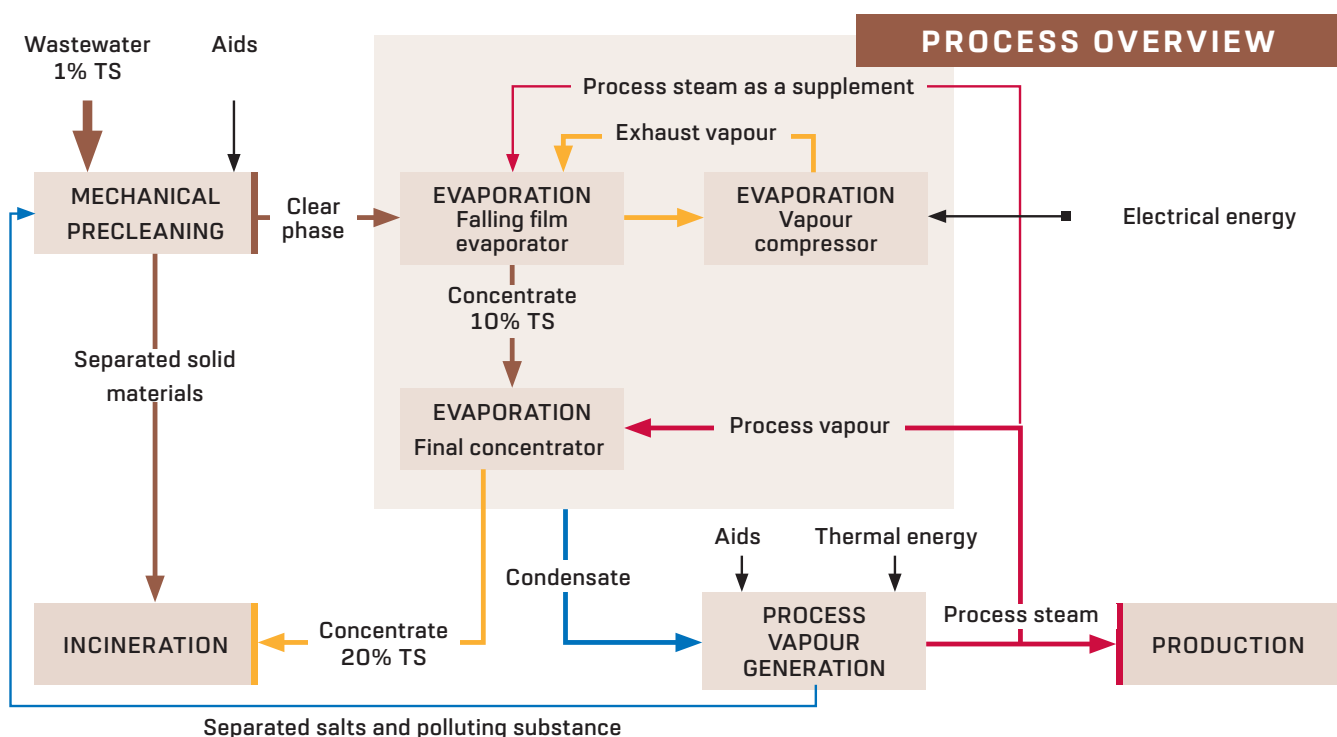 PROCESS OVERVIEW
Wastewater
1% TS
Aids
Process steam as a supplement
Exhaust vapour
MECHANICAL
PRECLEANING
Clear
phase
EVAPORATION
Falling film
evaporator
EVAPORATION
Vapour
compressor
Electrical energy
Concentrate
10% TS
Separated solid
materials
EVAPORATION
Final concentrator
Process vapour
Aids
Thermal energy
Condensate
INCINERATION
Concentrate
20% TS
PROCESS
VAPOUR
GENERATION
Process steam
PRODUCTION
Separated salts and polluting substance